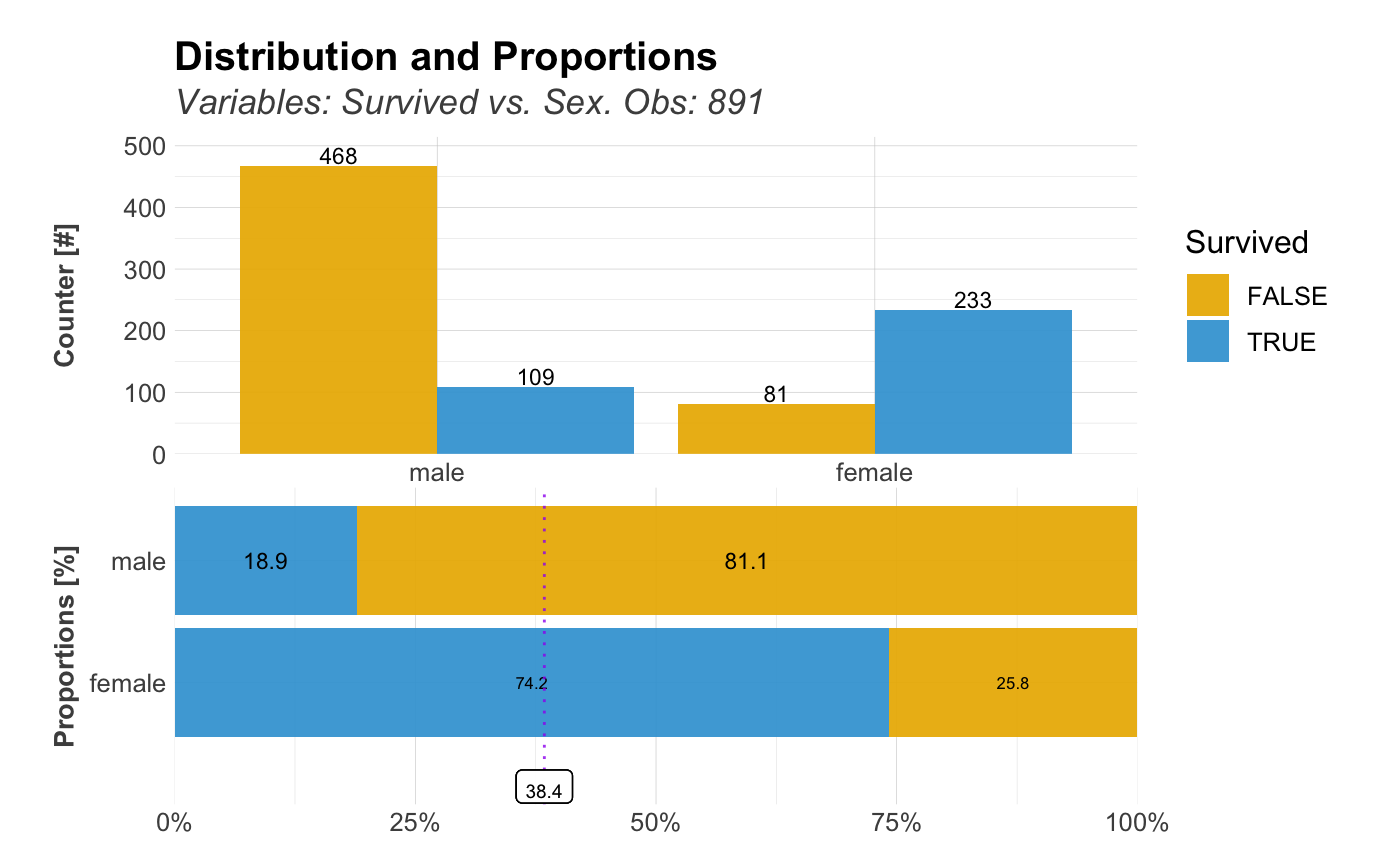 Distribution and Proportions
Variables: Survived vs. Sex. Obs: 891
Counter [#]
500
400
300
200
100
0
468
109
81
233
male
female
Survived
FALSE
TRUE
Proportions [%]
male
18.9
81.1
female
74.2
25.8
38.4
0%
25%
50%
75%
100%